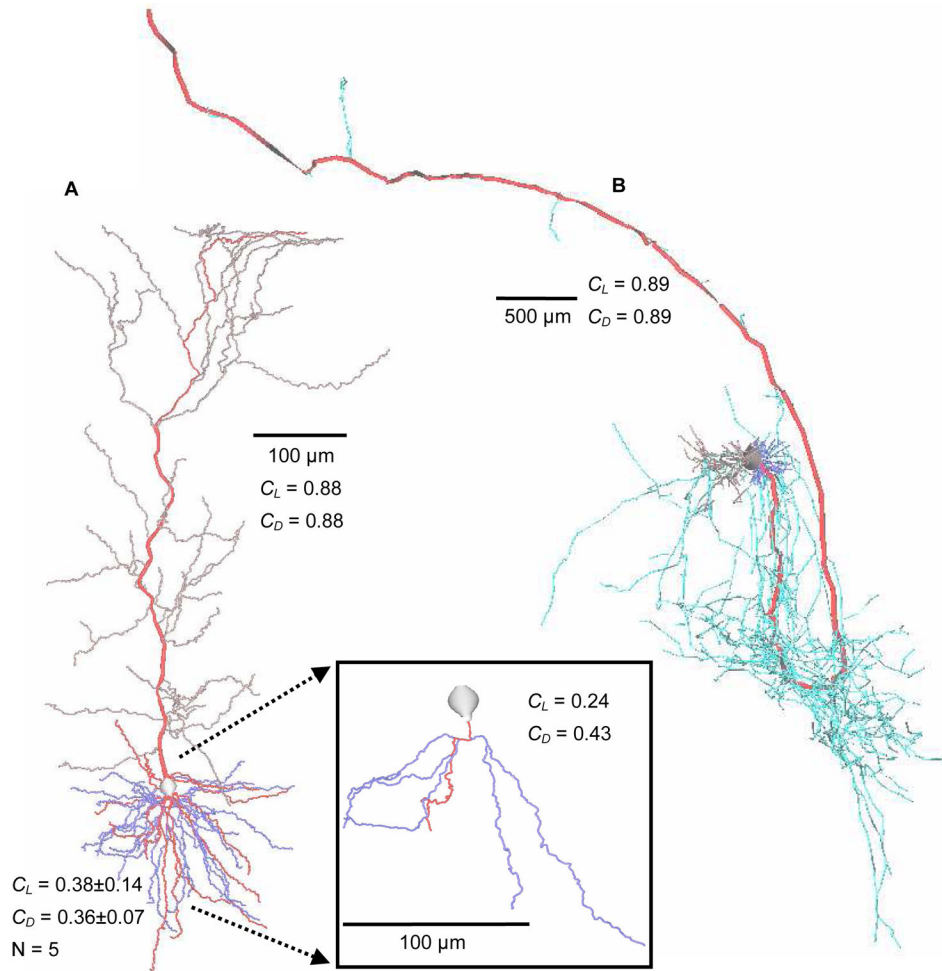 A
B
500 µm
C_L = 0.89
C_D = 0.89
100 µm
C_L = 0.88
C_D = 0.88
C_L = 0.24
C_D = 0.43
100 µm
C_L = 0.38±0.14
C_D = 0.36±0.07
N = 5